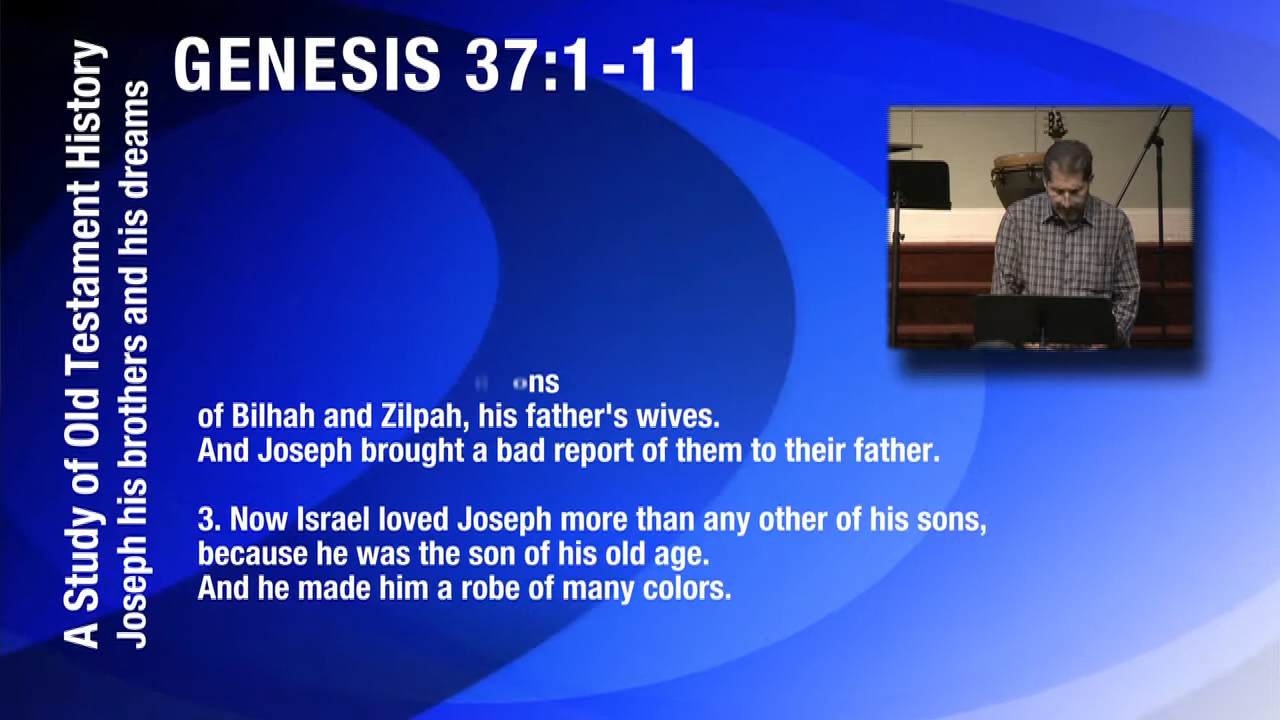 GENESIS 37:1-11
A Study of Old Testament History
Joseph his brothers and his dreams
of Bilhah and Zilpah, his father's wives.
And Joseph brought a bad report of them to their father.
3. Now Israel loved Joseph more than any other of his sons,
because he was the son of his old age.
And he made him a robe of many colors.